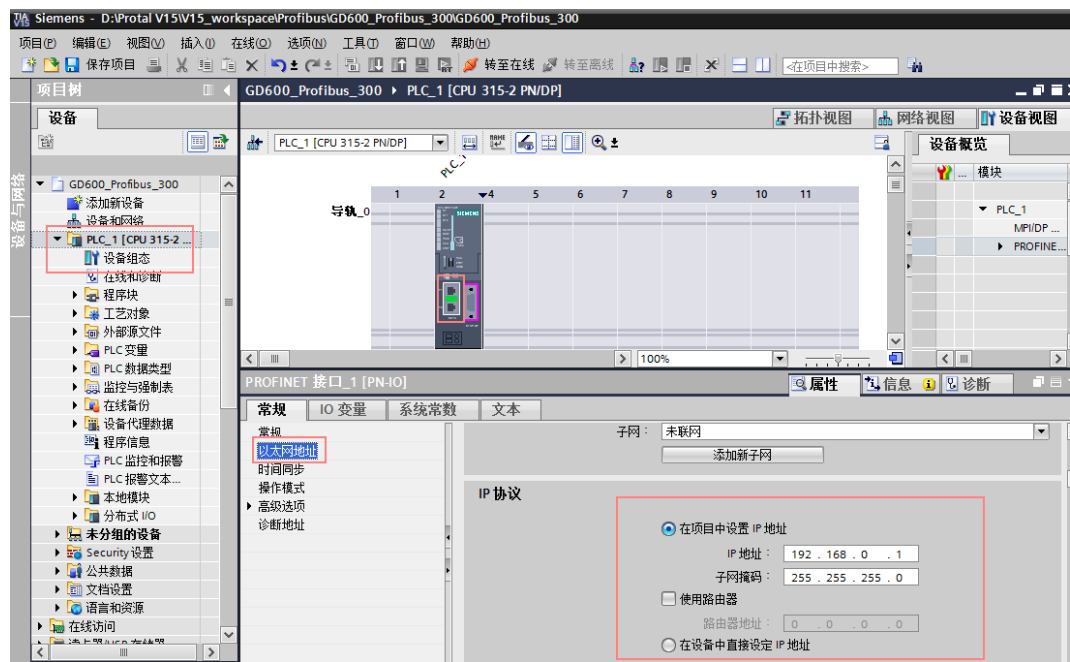 Siemens - D:\Protal V15\V15_workspace\Profibus\GD600_Profibus_300\GD600_Profibus_300
项目(P) 编辑(E) 视图(V) 插入(I) 在线(O) 选项(N) 工具(T) 窗口(W) 帮助(H)
保存项目 转至在线 转至离线 <在项目中搜索>
项目树
GD600_Profibus_300 PLC_1 [CPU 315-2 PN/DP]
设备
拓扑视图 网络视图 设备视图
PLC_1 [CPU 315-2 PN/DP]
设备概览
设备与网络
GD600_Profibus_300
添加新设备
设备和网络
PLC_1 [CPU 315-2 ...
设备组态
在线和诊断
程序块
工艺对象
外部源文件
PLC 变量
PLC 数据类型
监控与强制表
在线备份
设备代理数据
程序信息
PLC 监控和报警
PLC 报警文本...
本地模块
分布式 I/O
未分组的设备
Security 设置
公共数据
文档设置
语言和资源
在线访问
PLC_1
1 2 4 5 6 7 8 9 10 11
导轨_0
SIEMENS
100%
... 模块
PLC_1
MPI/DP ...
PROFINE...
PROFINET 接口_1 [PN-IO]
属性 信息 诊断
常规 IO 变量 系统常数 文本
常规
以太网地址
时间同步
操作模式
高级选项
诊断地址
子网： 未联网
添加新子网
IP 协议
在项目中设置 IP 地址
IP 地址： 192 . 168 . 0 . 1
子网掩码： 255 . 255 . 255 . 0
使用路由器
路由器地址： 0 . 0 . 0 . 0
在设备中直接设定 IP 地址